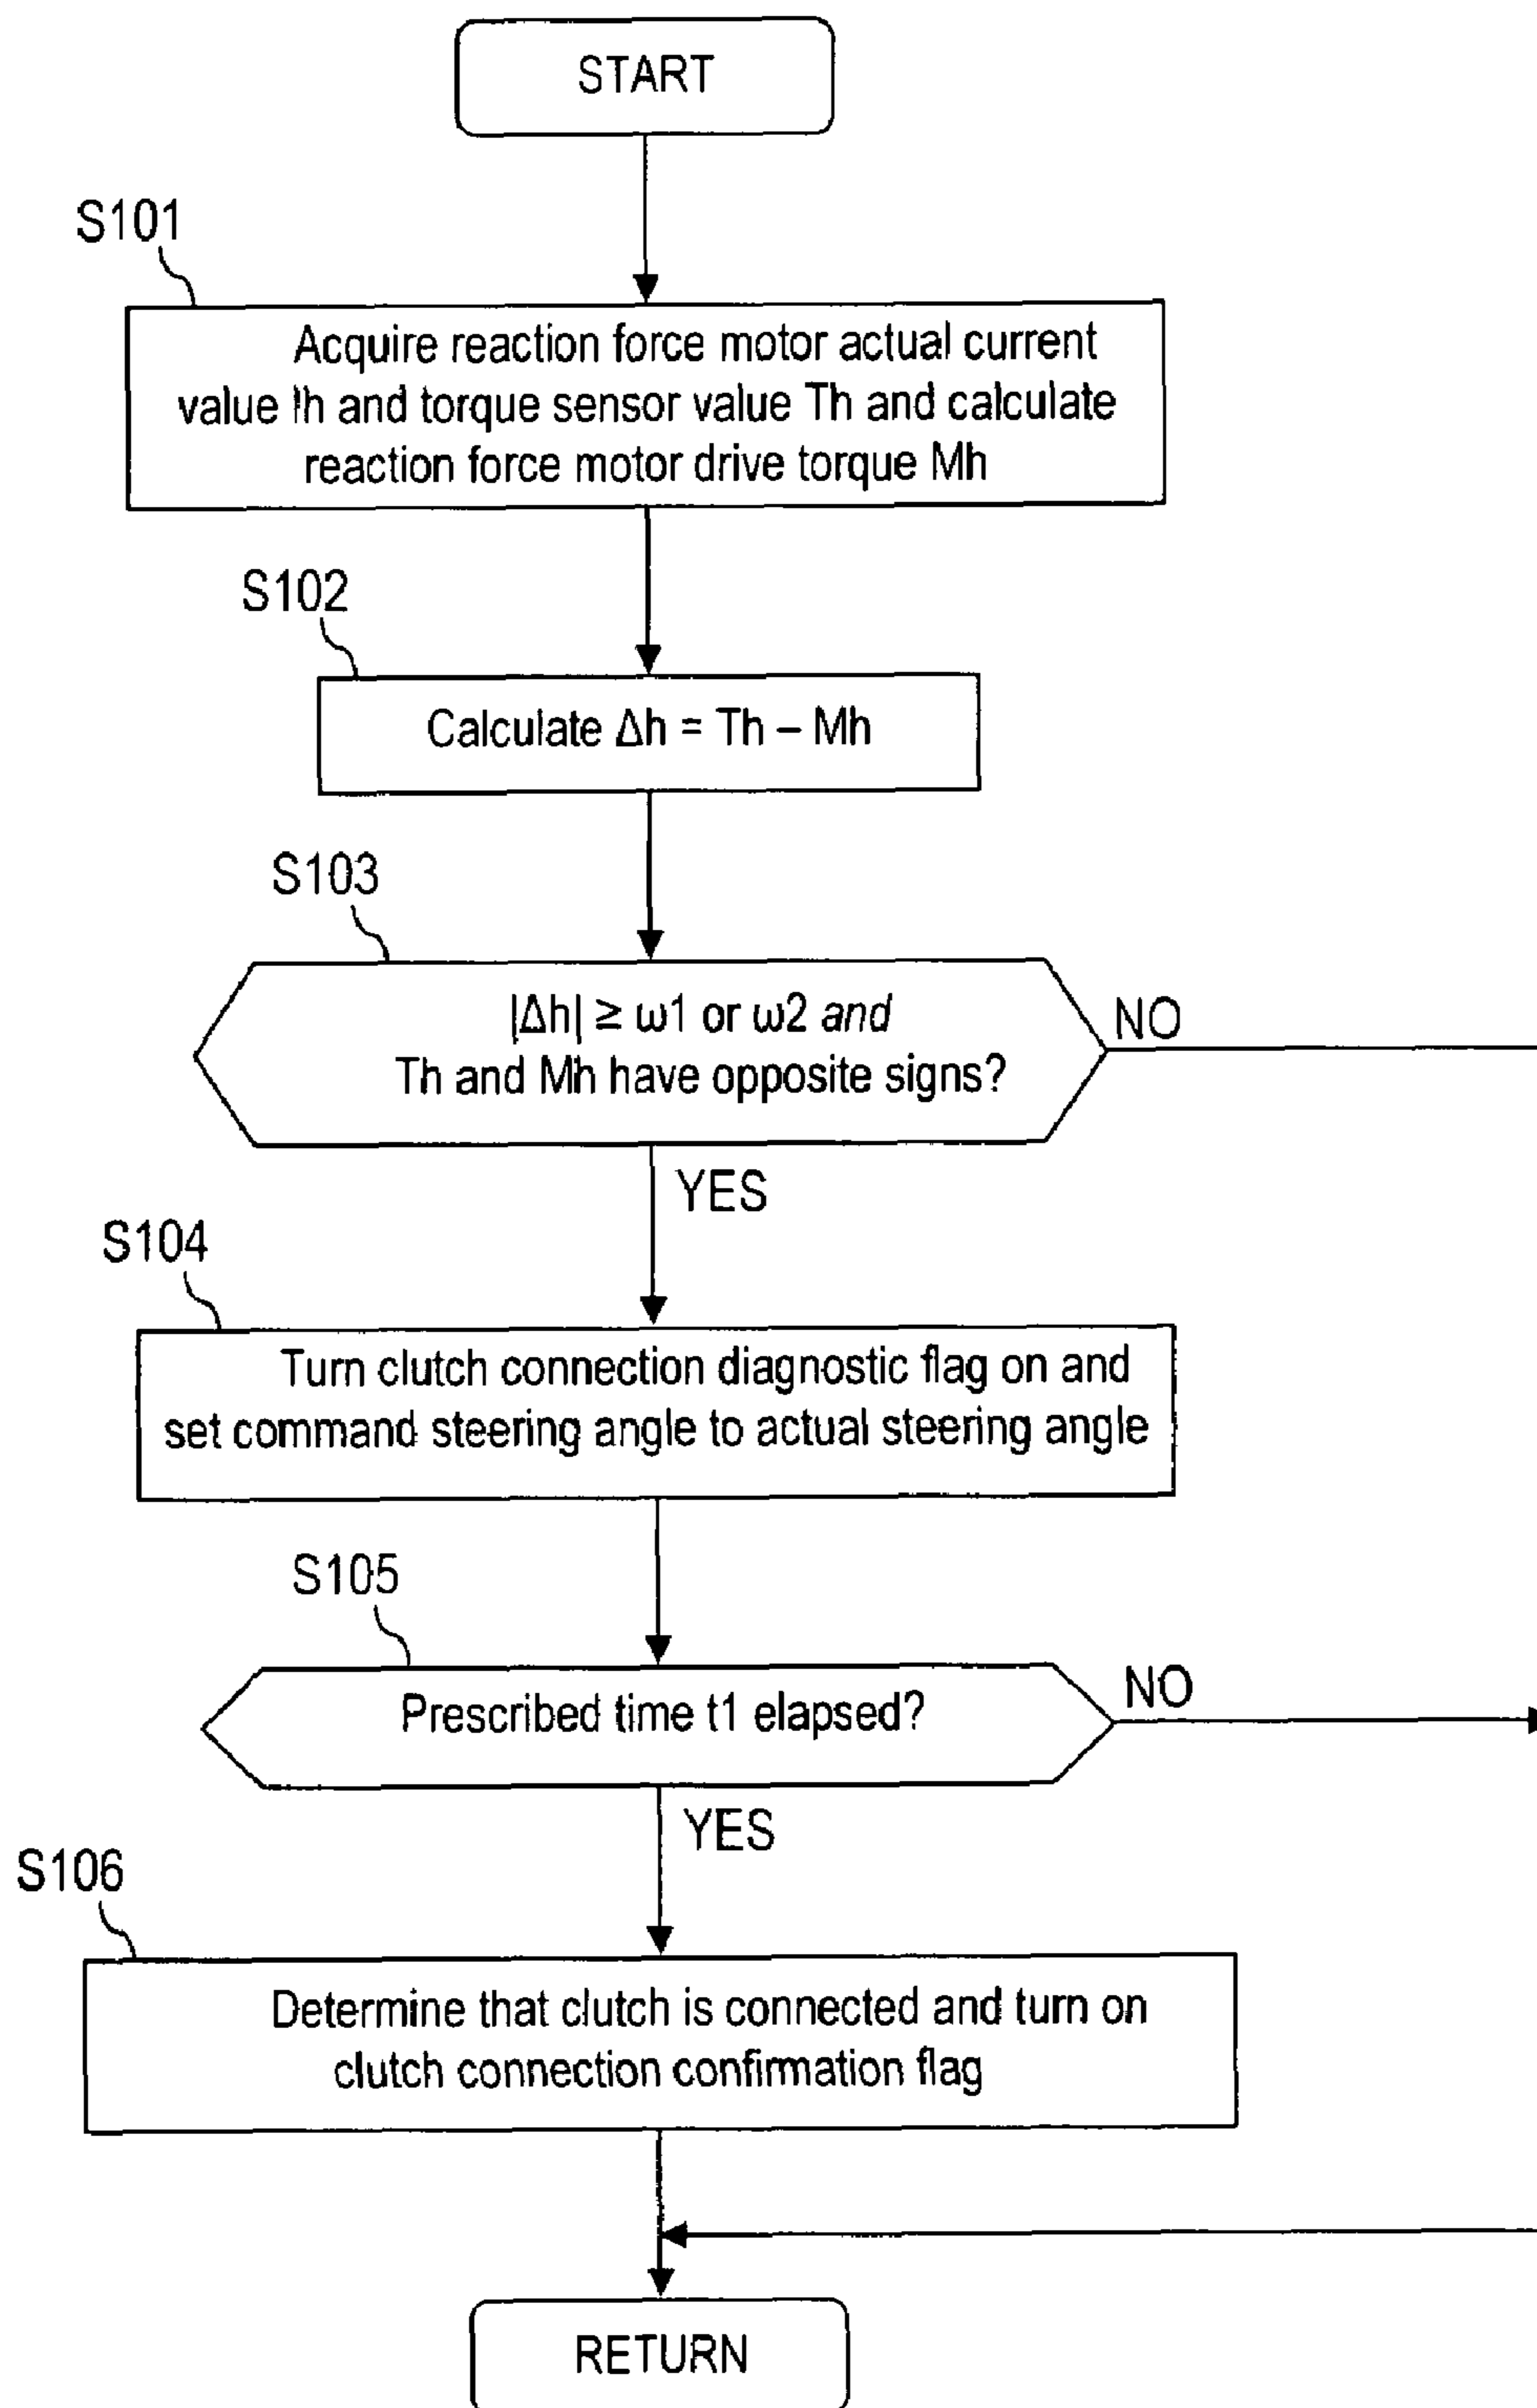 START
S101
Acquire reaction force motor actual current
value Ih and torque sensor value Th and calculate
reaction force motor drive torque Mh
S102
Calculate Δh = Th – Mh
S103
|Δh| ≥ ω1 or ω2 and
Th and Mh have opposite signs?
NO
YES
S104
Turn clutch connection diagnostic flag on and
set command steering angle to actual steering angle
S105
Prescribed time t1 elapsed?
NO
YES
S106
Determine that clutch is connected and turn on
clutch connection confirmation flag
RETURN